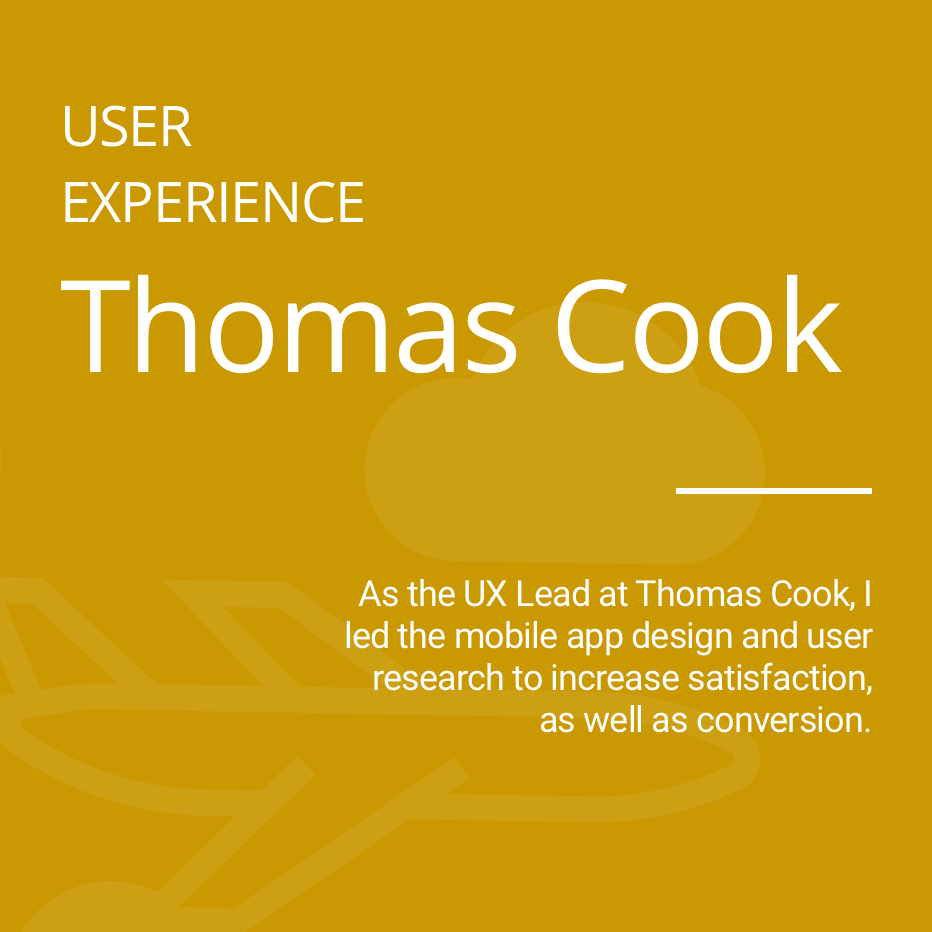 USER
EXPERIENCE
Thomas Cook
As the UX Lead at Thomas Cook, I
led the mobile app design and user
research to increase satisfaction,
as well as conversion.